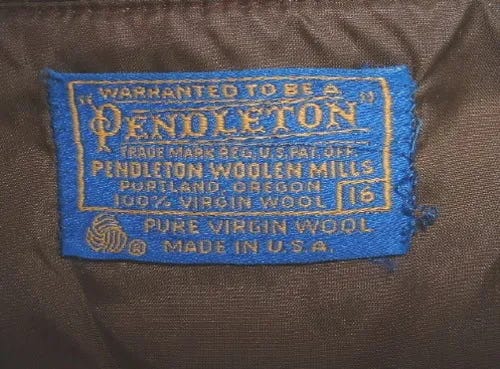 "WARRANTED TO BE A
"PENDLETON"
TRADE MARK REG. U.S. PAT. OFF.
PENDLETON WOOLEN MILLS
PORTLAND, OREGON
100% VIRGIN WOOL 16
® PURE VIRGIN WOOL
MADE IN U.S.A.